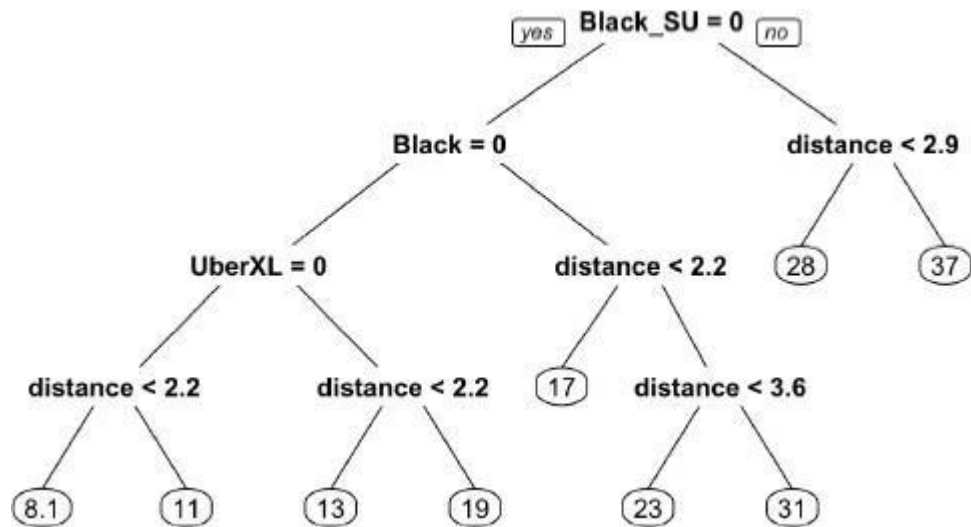 yes Black_SU = 0 no
Black = 0 distance < 2.9
UberXL = 0 distance < 2.2 28 37
distance < 2.2 distance < 2.2 17 distance < 3.6
8.1 11 13 19 23 31